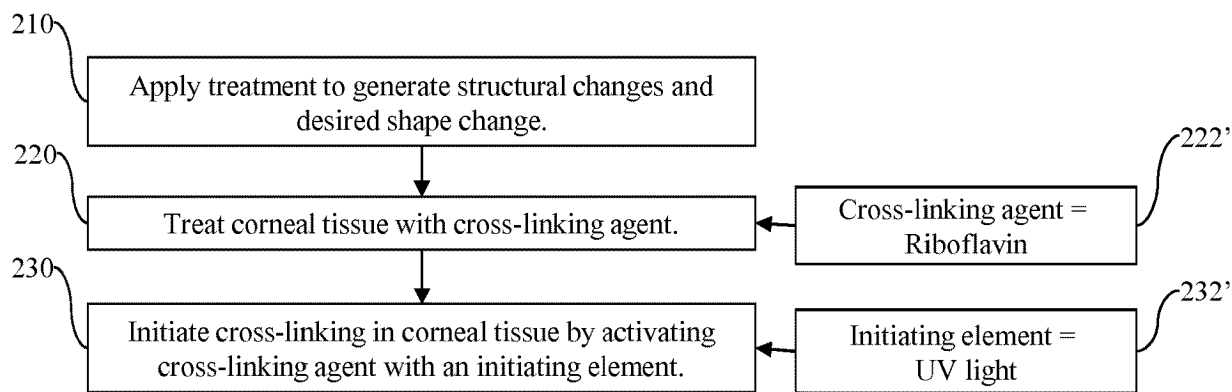 210
Apply treatment to generate structural changes and
desired shape change.
220
222’
Treat corneal tissue with cross-linking agent.
Cross-linking agent =
Riboflavin
230
232’
Initiate cross-linking in corneal tissue by activating
cross-linking agent with an initiating element.
Initiating element =
UV light